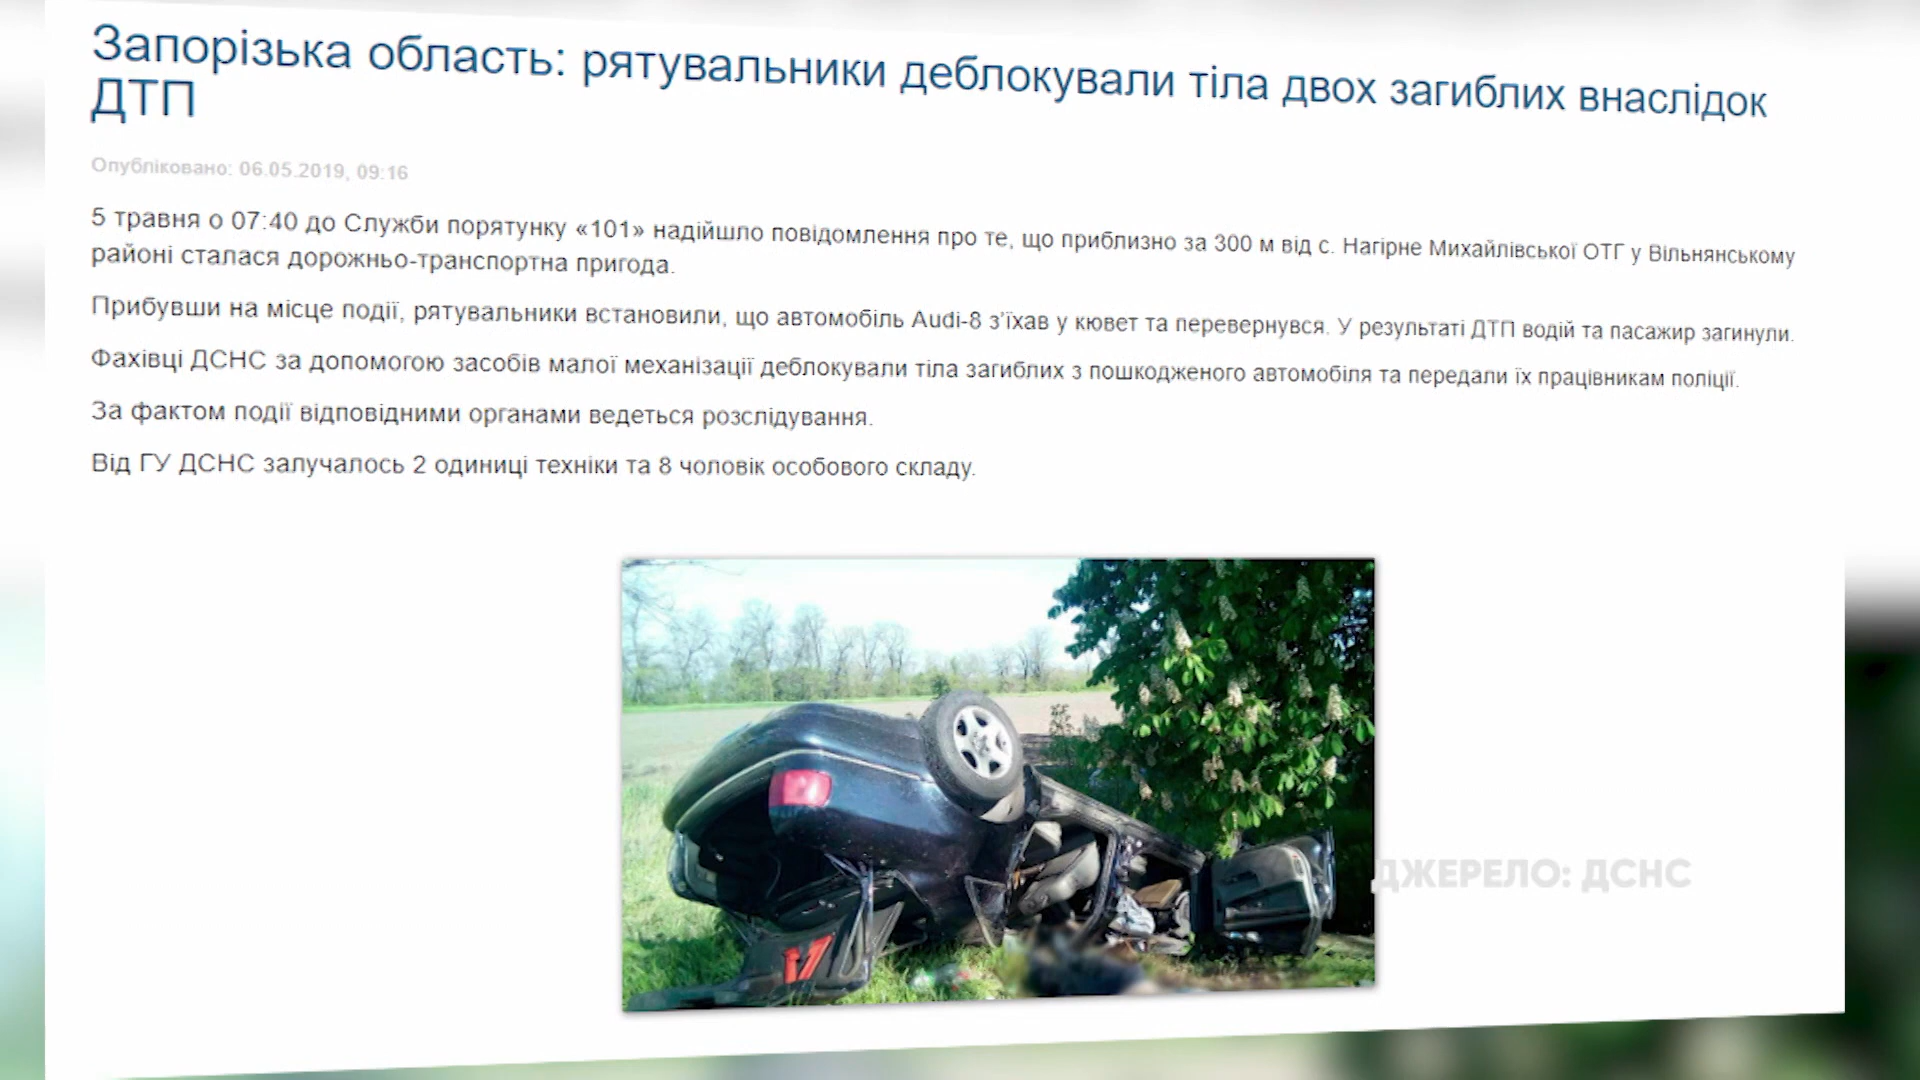 Запорізька область: рятувальники деблокували тіла двох загиблих внаслідок
ДТП
Опубліковано: 06.05.2019, 09:16
5 травня о 07:40 до Служби порятунку «101» надійшло повідомлення про те, що приблизно за 300 м від с. Нагірне Михайлівської ОТГ у Вільнянському
районі сталася дорожньо-транспортна пригода.
Прибувши на місце події, рятувальники встановили, що автомобіль Audi-8 з'їхав у кювет та перевернувся. У результаті ДТП водій та пасажир загинули.
Фахівці ДСНС за допомогою засобів малої механізації деблокували тіла загиблих з пошкодженого автомобіля та передали їх працівникам поліції.
За фактом події відповідними органами ведеться розслідування.
Від ГУ ДСНС залучалось 2 одиниці техніки та 8 чоловік особового складу.
ДЖЕРЕЛО: ДСНС